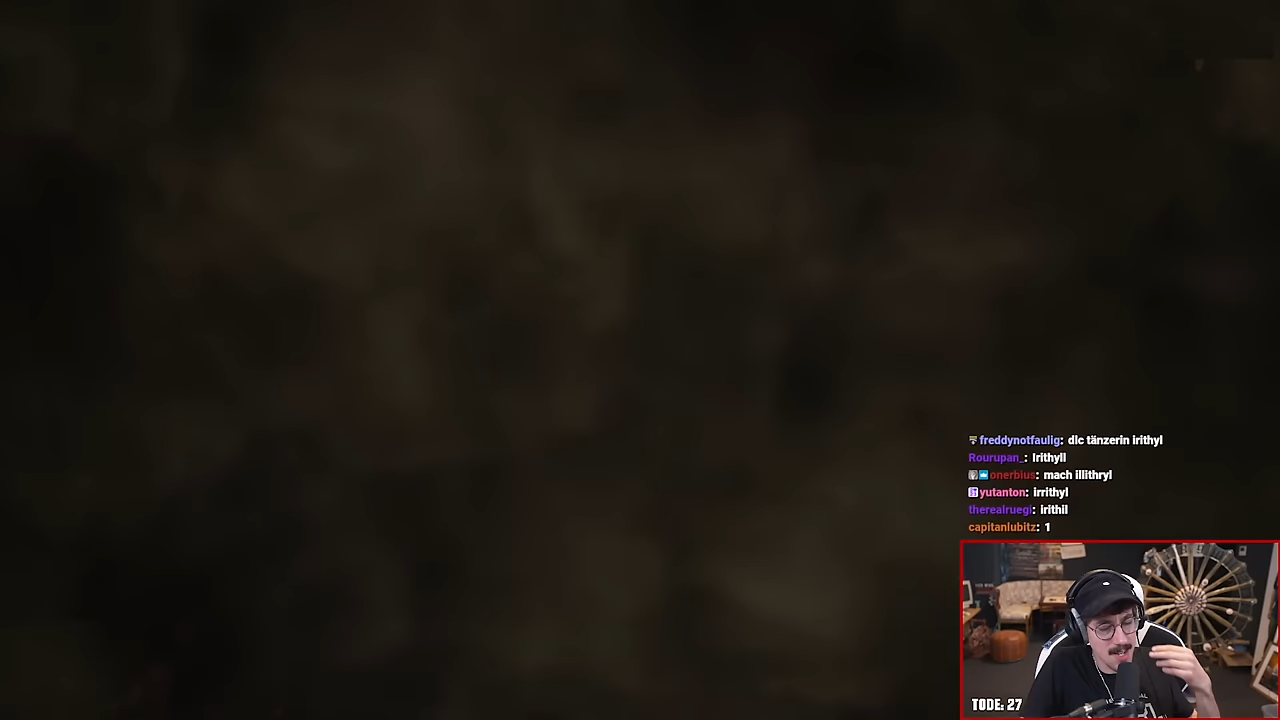 freddynotfaulig: dlc tänzerin irithyl
Rourupan_: Irithyll
onerbius: mach illithryl
yutanton: irrithyl
therealruegi: irithil
capitanlubitz: 1
TODE: 27